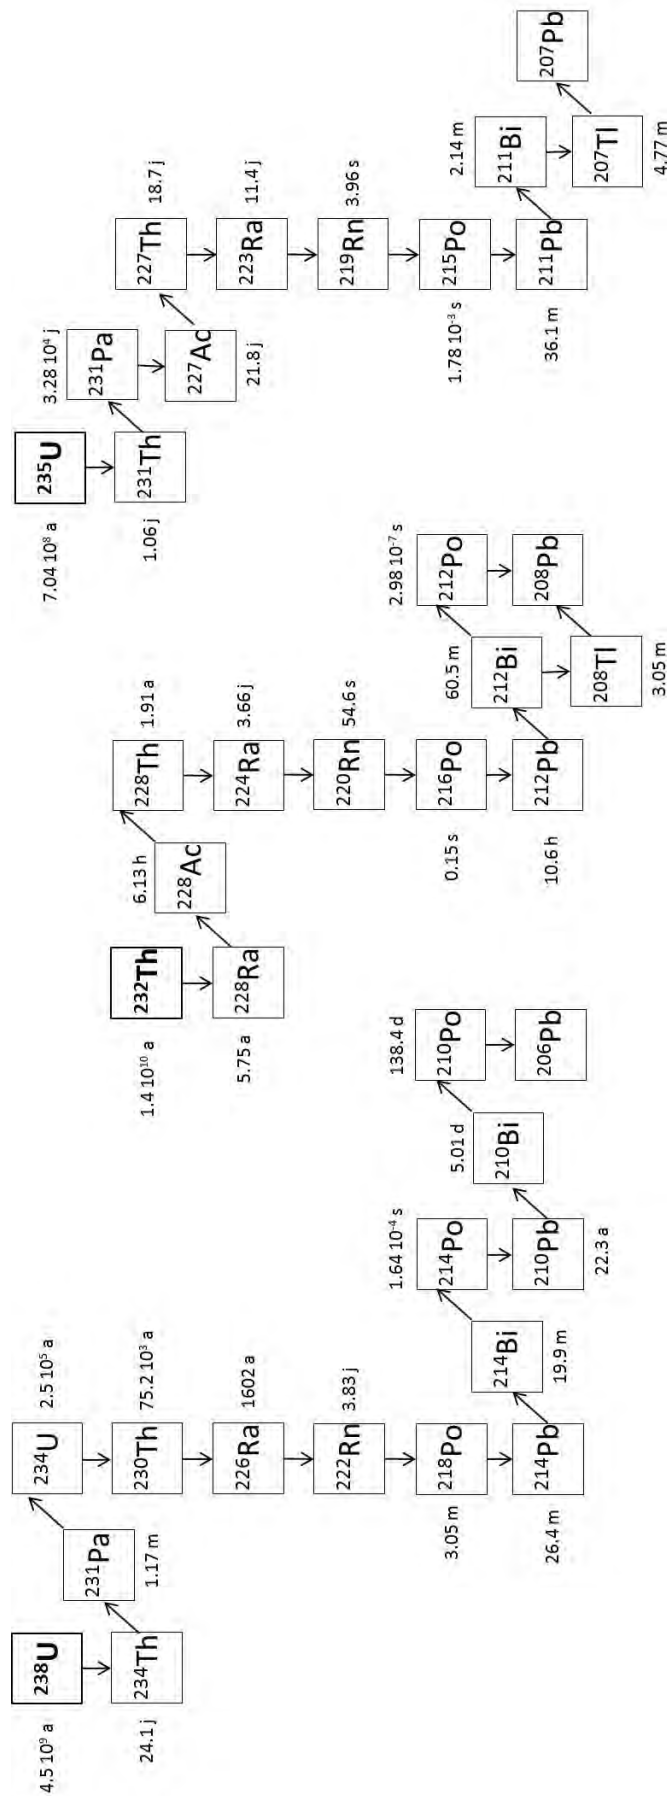 4.5 10⁹ a
²³⁸U
²³⁴Th
24.1 j
²³¹Pa
1.17 m
²³⁴U
2.5 10⁵ a
²³⁰Th
75.2 10³ a
²²⁶Ra
1602 a
²²²Rn
3.83 j
²¹⁸Po
3.05 m
²¹⁴Pb
26.4 m
²¹⁴Bi
19.9 m
²¹⁴Po
1.64 10⁻⁴ s
²¹⁰Pb
22.3 a
²¹⁰Bi
5.01 d
²¹⁰Po
138.4 d
²⁰⁶Pb
1.4 10¹⁰ a
²³²Th
²²⁸Ra
5.75 a
²²⁸Ac
6.13 h
²²⁸Th
1.91 a
²²⁴Ra
3.66 j
²²⁰Rn
54.6 s
²¹⁶Po
0.15 s
²¹²Pb
10.6 h
²¹²Bi
60.5 m
²¹²Po
2.98 10⁻⁷ s
²⁰⁸Tl
3.05 m
²⁰⁸Pb
7.04 10⁸ a
²³⁵U
²³¹Th
1.06 j
²³¹Pa
3.28 10⁴ j
²²⁷Ac
21.8 j
²²⁷Th
18.7 j
²²³Ra
11.4 j
²¹⁹Rn
3.96 s
²¹⁵Po
1.78 10⁻³ s
²¹¹Pb
36.1 m
²¹¹Bi
2.14 m
²⁰⁷Tl
4.77 m
²⁰⁷Pb